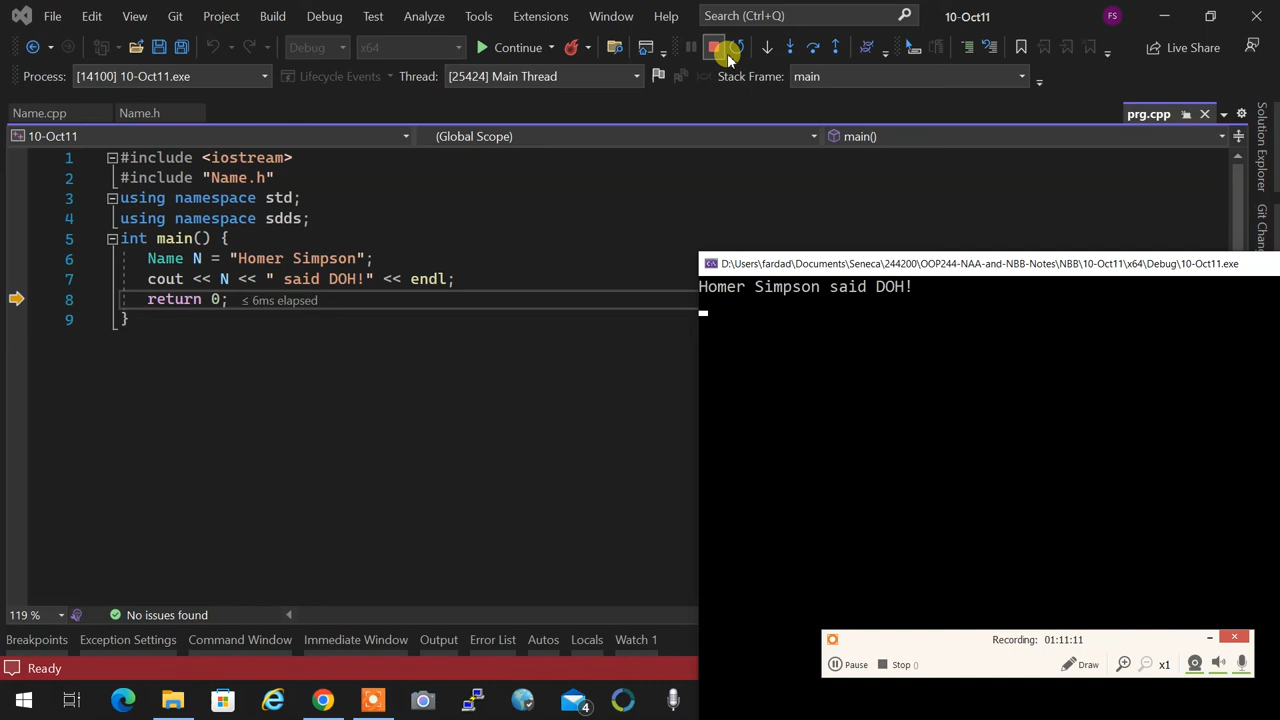 File Edit View Git Project Build Debug Test Analyze Tools Extensions Window Help Search (Ctrl+Q) 10-Oct11 FS
Debug x64 Continue Live Share
Process: [14100] 10-Oct11.exe Lifecycle Events Thread: [25424] Main Thread Stack Frame: main
Name.cpp Name.h prg.cpp
10-Oct11 (Global Scope) main()
1 #include <iostream>
2 #include "Name.h"
3 using namespace std;
4 using namespace sdds;
5 int main() {
6 Name N = "Homer Simpson";
7 cout << N << " said DOH!" << endl;
8 return 0; ≤ 6ms elapsed
9 }
Solution Explorer
Git Chang
D:\Users\fardad\Documents\Seneca\244200\OOP244-NAA-and-NBB-Notes\NBB\10-Oct11\x64\Debug\10-Oct11.exe
Homer Simpson said DOH!
119 % No issues found
Breakpoints Exception Settings Command Window Immediate Window Output Error List Autos Locals Watch 1
Ready
Recording: 01:11:11
Pause Stop () Draw x1
4